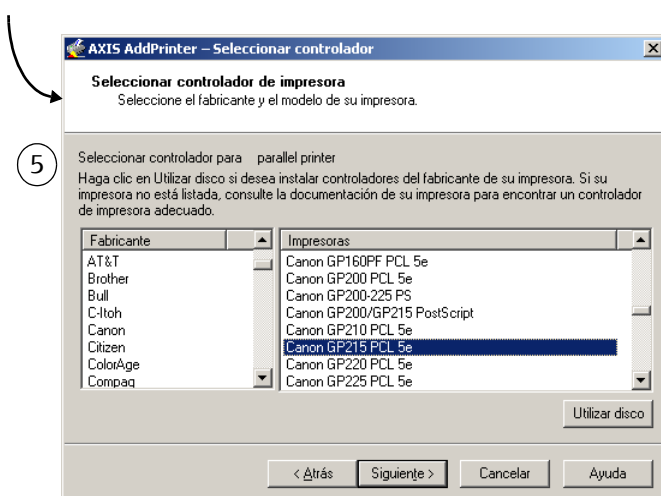 AXIS AddPrinter – Seleccionar controlador
Seleccionar controlador de impresora
Seleccione el fabricante y el modelo de su impresora.
5
Seleccionar controlador para parallel printer
Haga clic en Utilizar disco si desea instalar controladores del fabricante de su impresora. Si su
impresora no está listada, consulte la documentación de su impresora para encontrar un controlador
de impresora adecuado.
Fabricante
AT&T
Brother
Bull
C-Itoh
Canon
Citizen
ColorAge
Compaq
Impresoras
Canon GP160PF PCL 5e
Canon GP200 PCL 5e
Canon GP200-225 PS
Canon GP200/GP215 PostScript
Canon GP210 PCL 5e
Canon GP215 PCL 5e
Canon GP220 PCL 5e
Canon GP225 PCL 5e
Utilizar disco
< Atrás
Siguiente >
Cancelar
Ayuda